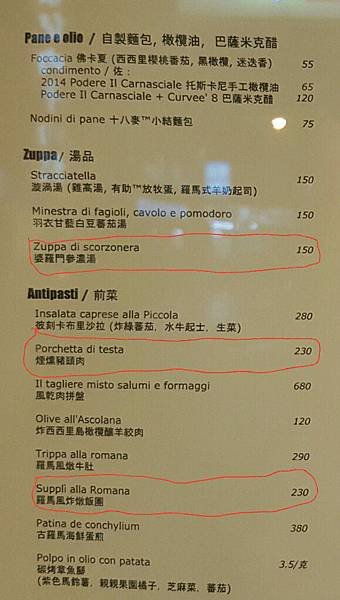 Pane e olio / 自製麵包, 橄欖油, 巴薩米克醋
Foccacia 佛卡夏 (西西里櫻桃番茄, 黑橄欖, 迷迭香) 55
condimento / 佐:
2014 Podere Il Carnasciale 托斯卡尼手工橄欖油 65
Podere Il Carnasciale + Curvee' 8 巴薩米克醋 120
Nodini di pane 十八麥™小結麵包 75
Zuppa / 湯品
Stracciatella 150
漩渦湯 (雞高湯, 有助™放牧蛋, 羅馬式羊奶起司)
Minestra di fagioli, cavolo e pomodoro 150
羽衣甘藍白豆蕃茄湯
Zuppa di scorzonera 150
婆羅門參濃湯
Antipasti / 前菜
Insalata caprese alla Piccola 280
彼刻卡布里沙拉 (炸綠蕃茄, 水牛起士, 生菜)
Porchetta di testa 230
煙燻豬頭肉
Il tagliere misto salumi e formaggi 680
風乾肉拼盤
Olive all'Ascolana 120
炸西西里島橄欖釀羊絞肉
Trippa alla romana 290
羅馬風燉牛肚
Supplì alla Romana 230
羅馬風炸燉飯團
Patina de conchylium 380
古羅馬海鮮蛋煎
Polpo in olio con patata 3.5/克
碳烤章魚腳
(紫色馬鈴薯, 親親果園橘子, 芝麻菜, 蕃茄)